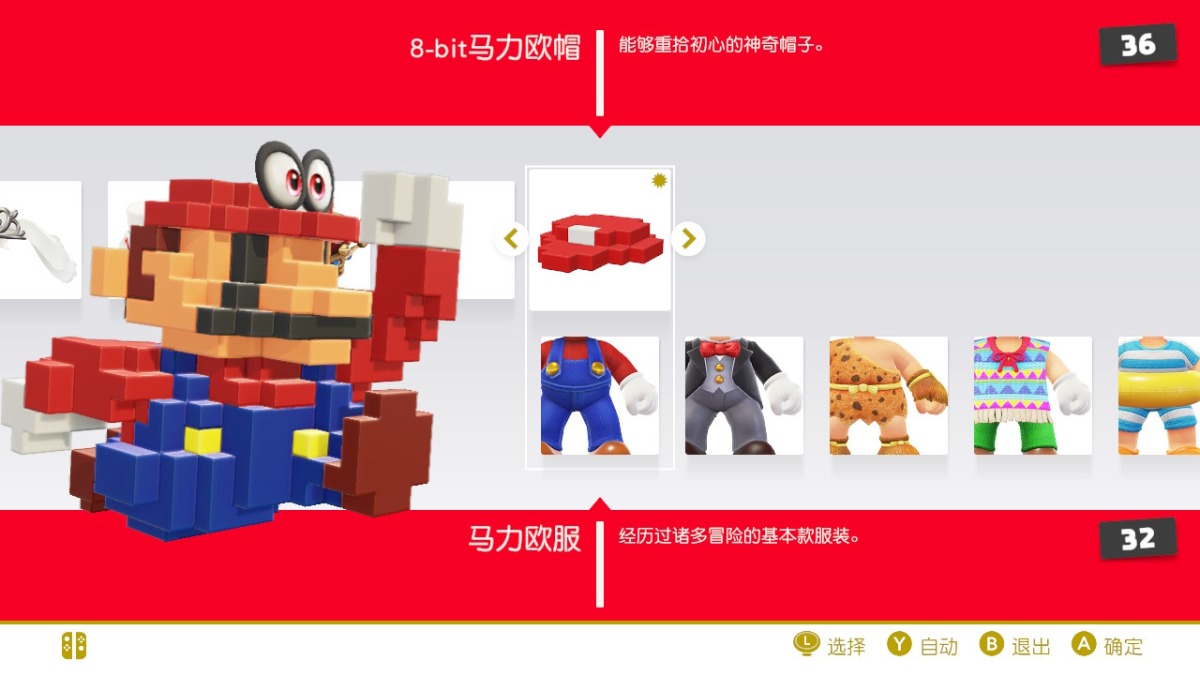 8-bit马力欧帽
能够重拾初心的神奇帽子。
36
马力欧服
经历过诸多冒险的基本款服装。
32
L 选择 Y 自动 B 退出 A 确定